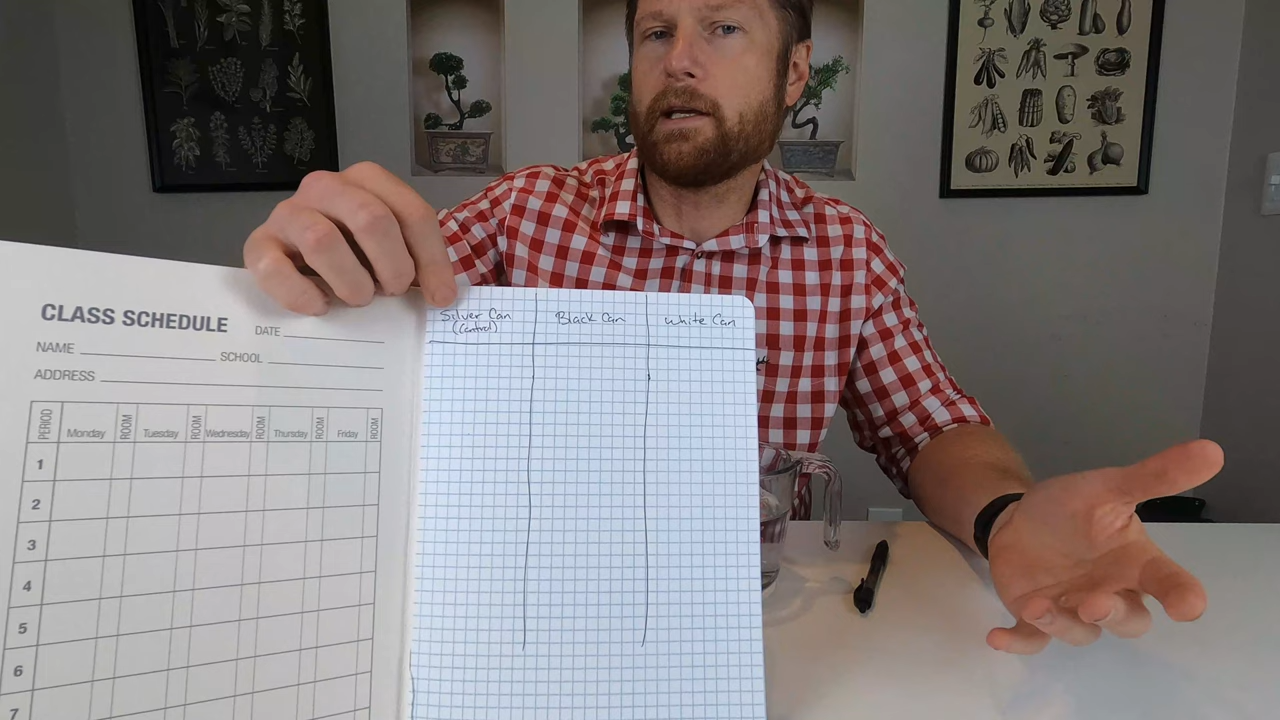 CLASS SCHEDULE
DATE
NAME
SCHOOL
ADDRESS
PERIOD Monday ROOM Tuesday ROOM Wednesday ROOM Thursday ROOM Friday ROOM
1
2
3
4
5
6
7
Silver Can
(Control)
Black Can
White Can